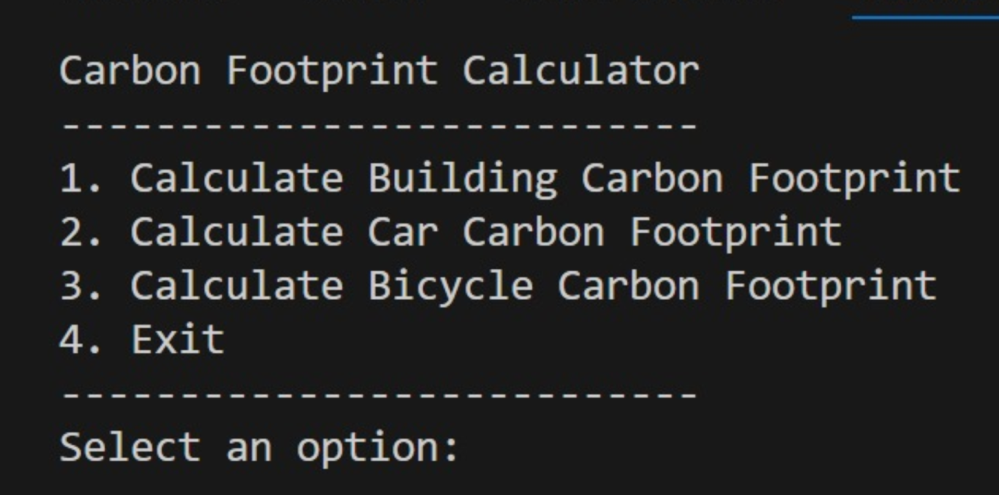 Carbon Footprint Calculator
---------------------------
1. Calculate Building Carbon Footprint
2. Calculate Car Carbon Footprint
3. Calculate Bicycle Carbon Footprint
4. Exit
---------------------------
Select an option: